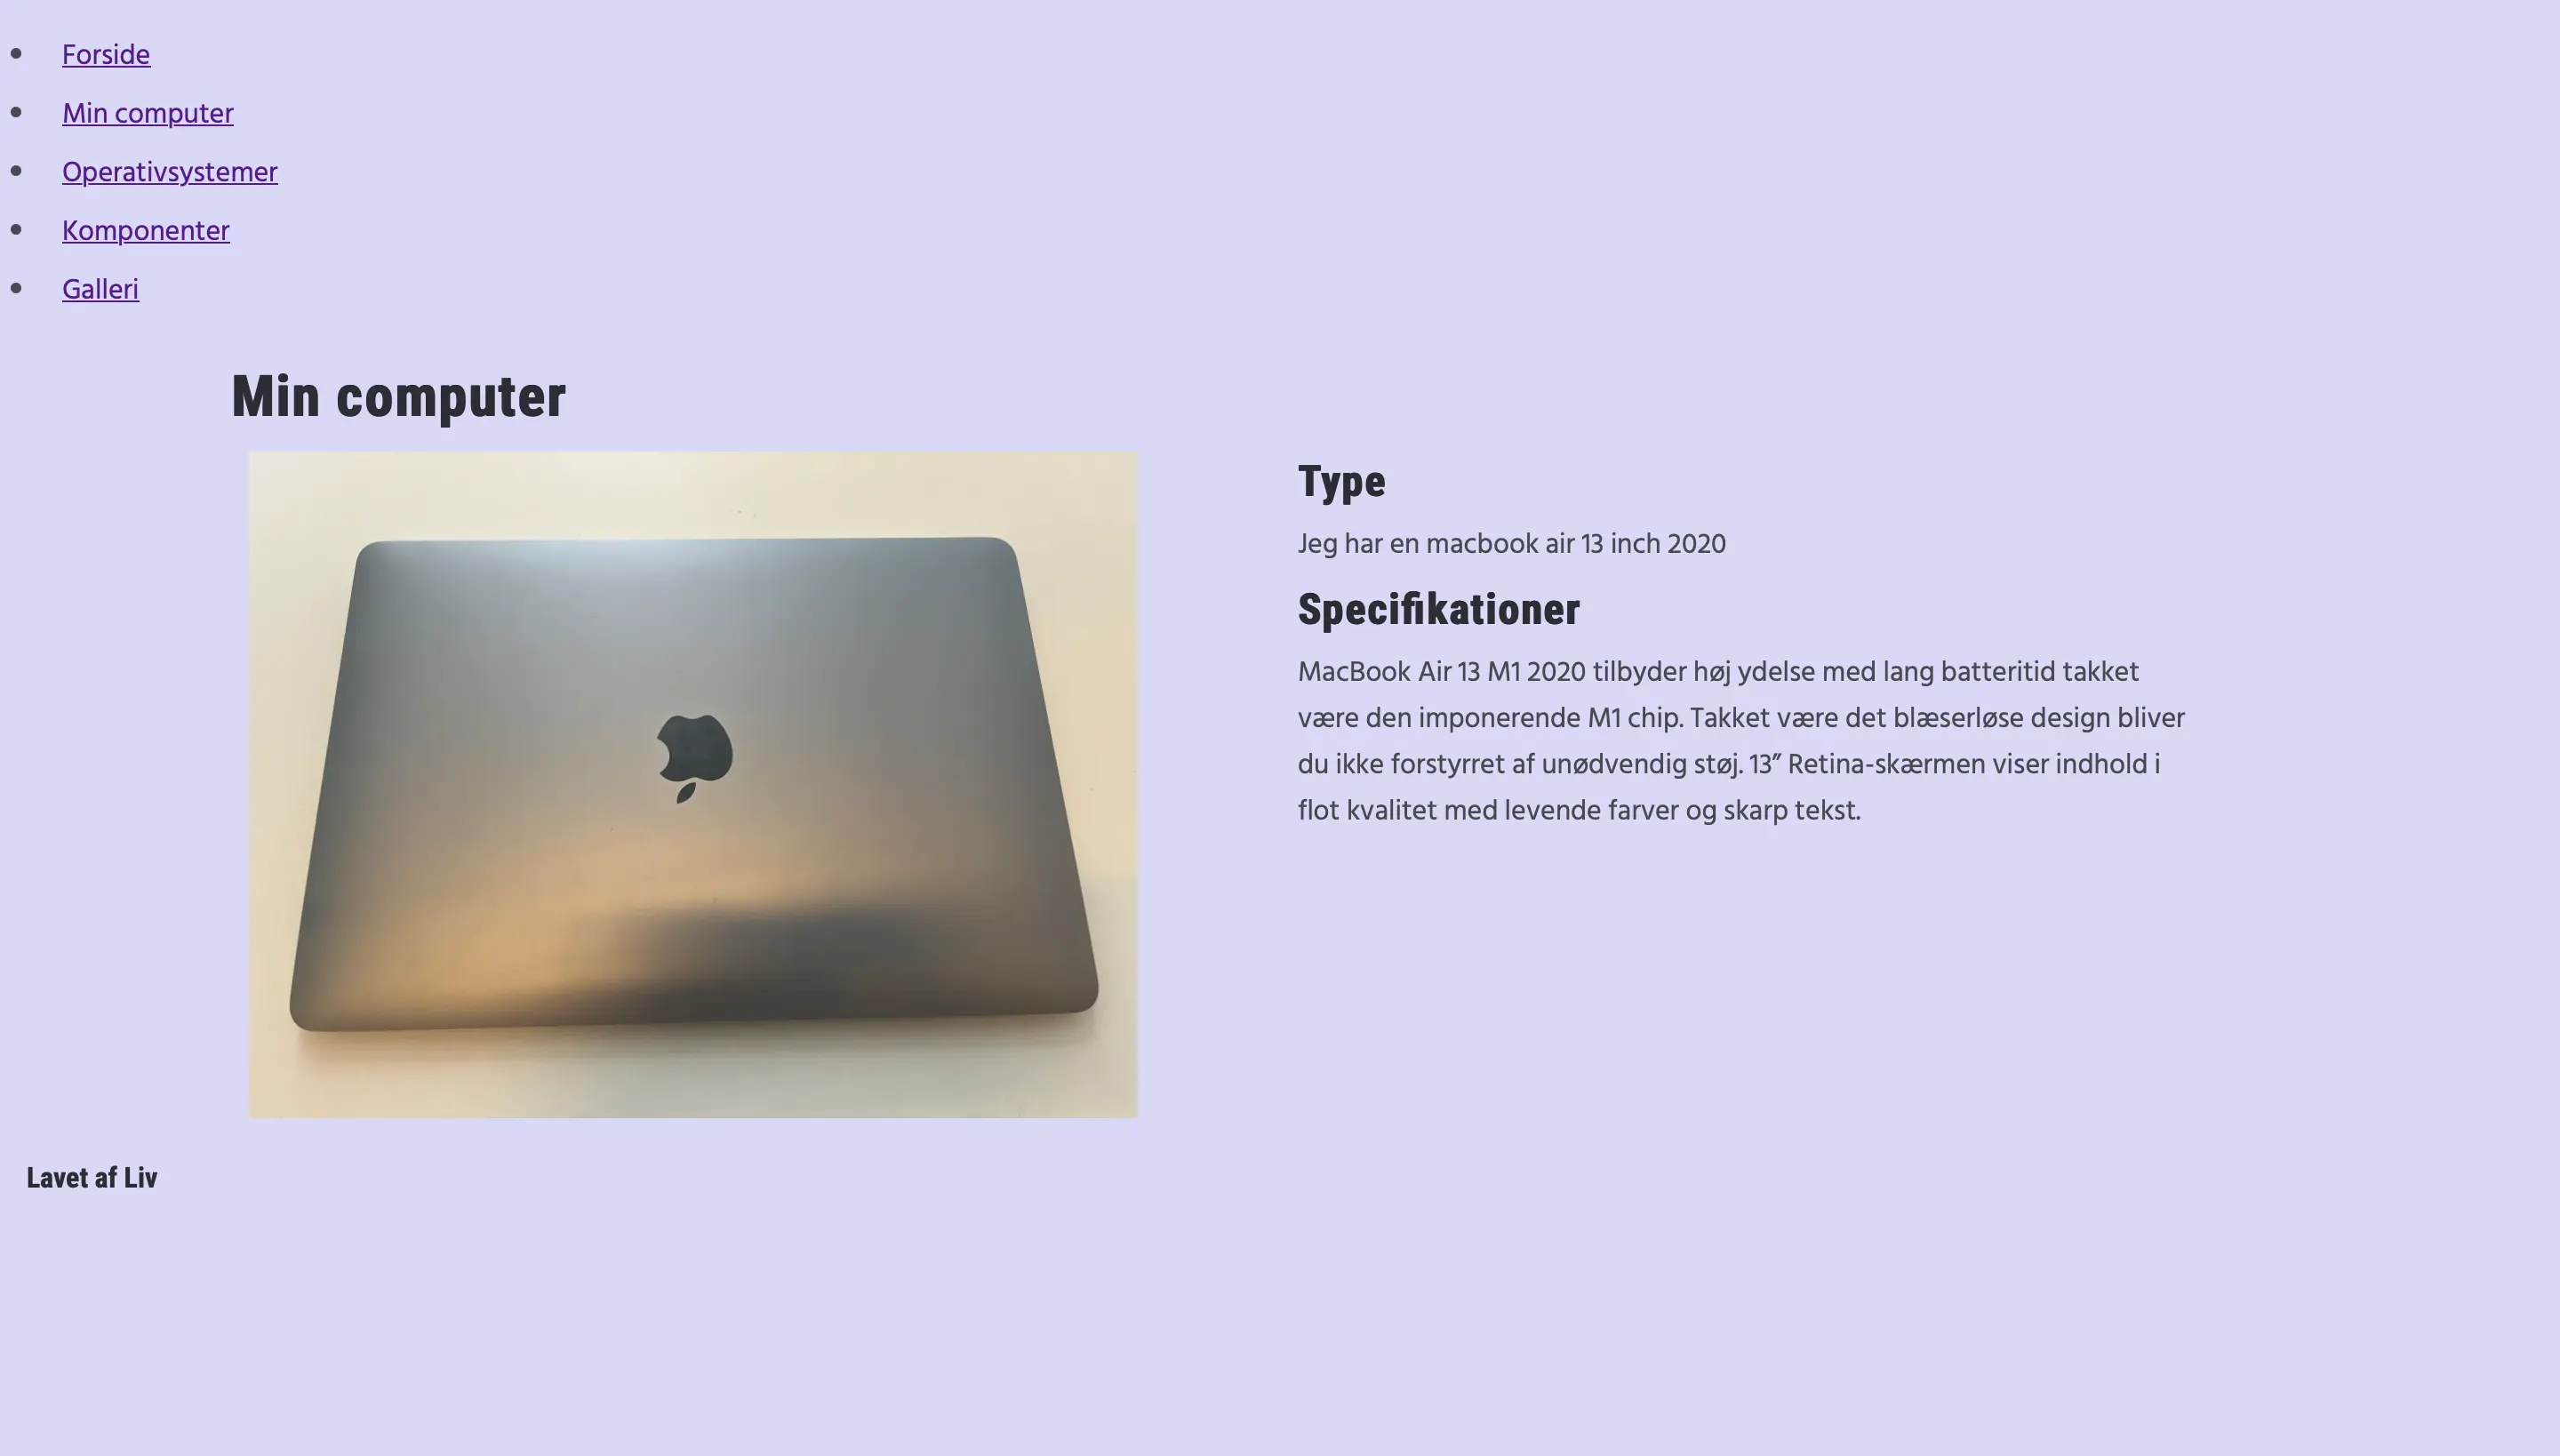 Forside
Min computer
Operativsystemer
Komponenter
Galleri
Min computer
Type
Jeg har en macbook air 13 inch 2020
Specifikationer
MacBook Air 13 M1 2020 tilbyder høj ydelse med lang batteritid takket
være den imponerende M1 chip. Takket være det blæserløse design bliver
du ikke forstyrret af unødvendig støj. 13” Retina-skærmen viser indhold i
flot kvalitet med levende farver og skarp tekst.
Lavet af Liv